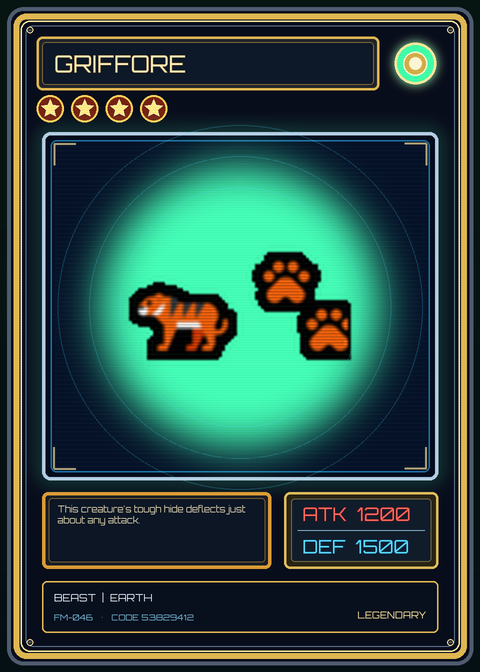 GRIFFORE
This creature's tough hide deflects just
about any attack.
ATK 1200
DEF 1500
BEAST | EARTH
FM-046 · CODE 53829412
LEGENDARY